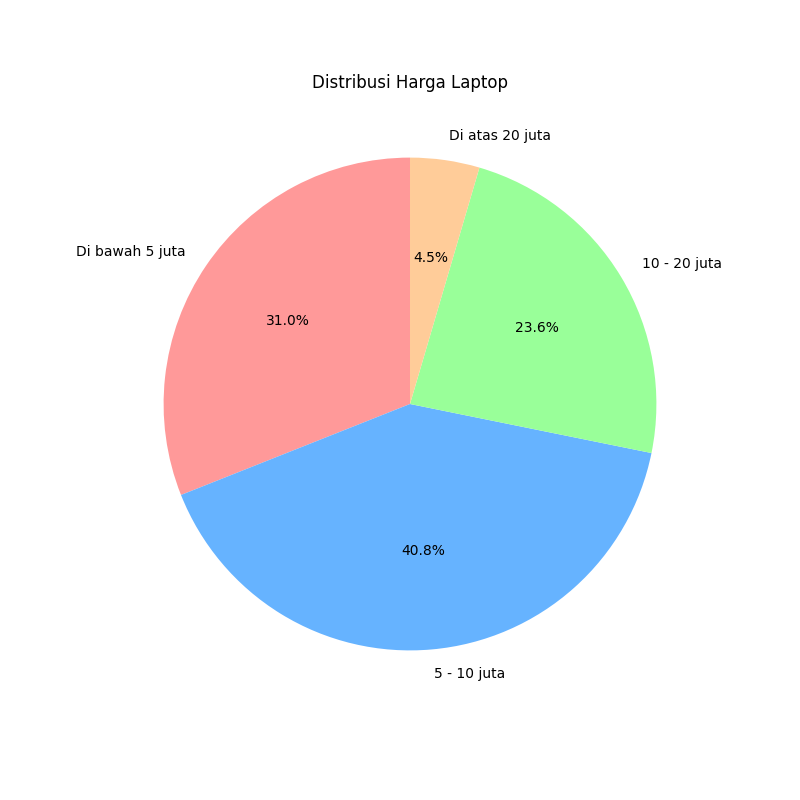 Distribusi Harga Laptop
Di atas 20 juta
Di bawah 5 juta
10 - 20 juta
4.5%
31.0%
23.6%
40.8%
5 - 10 juta